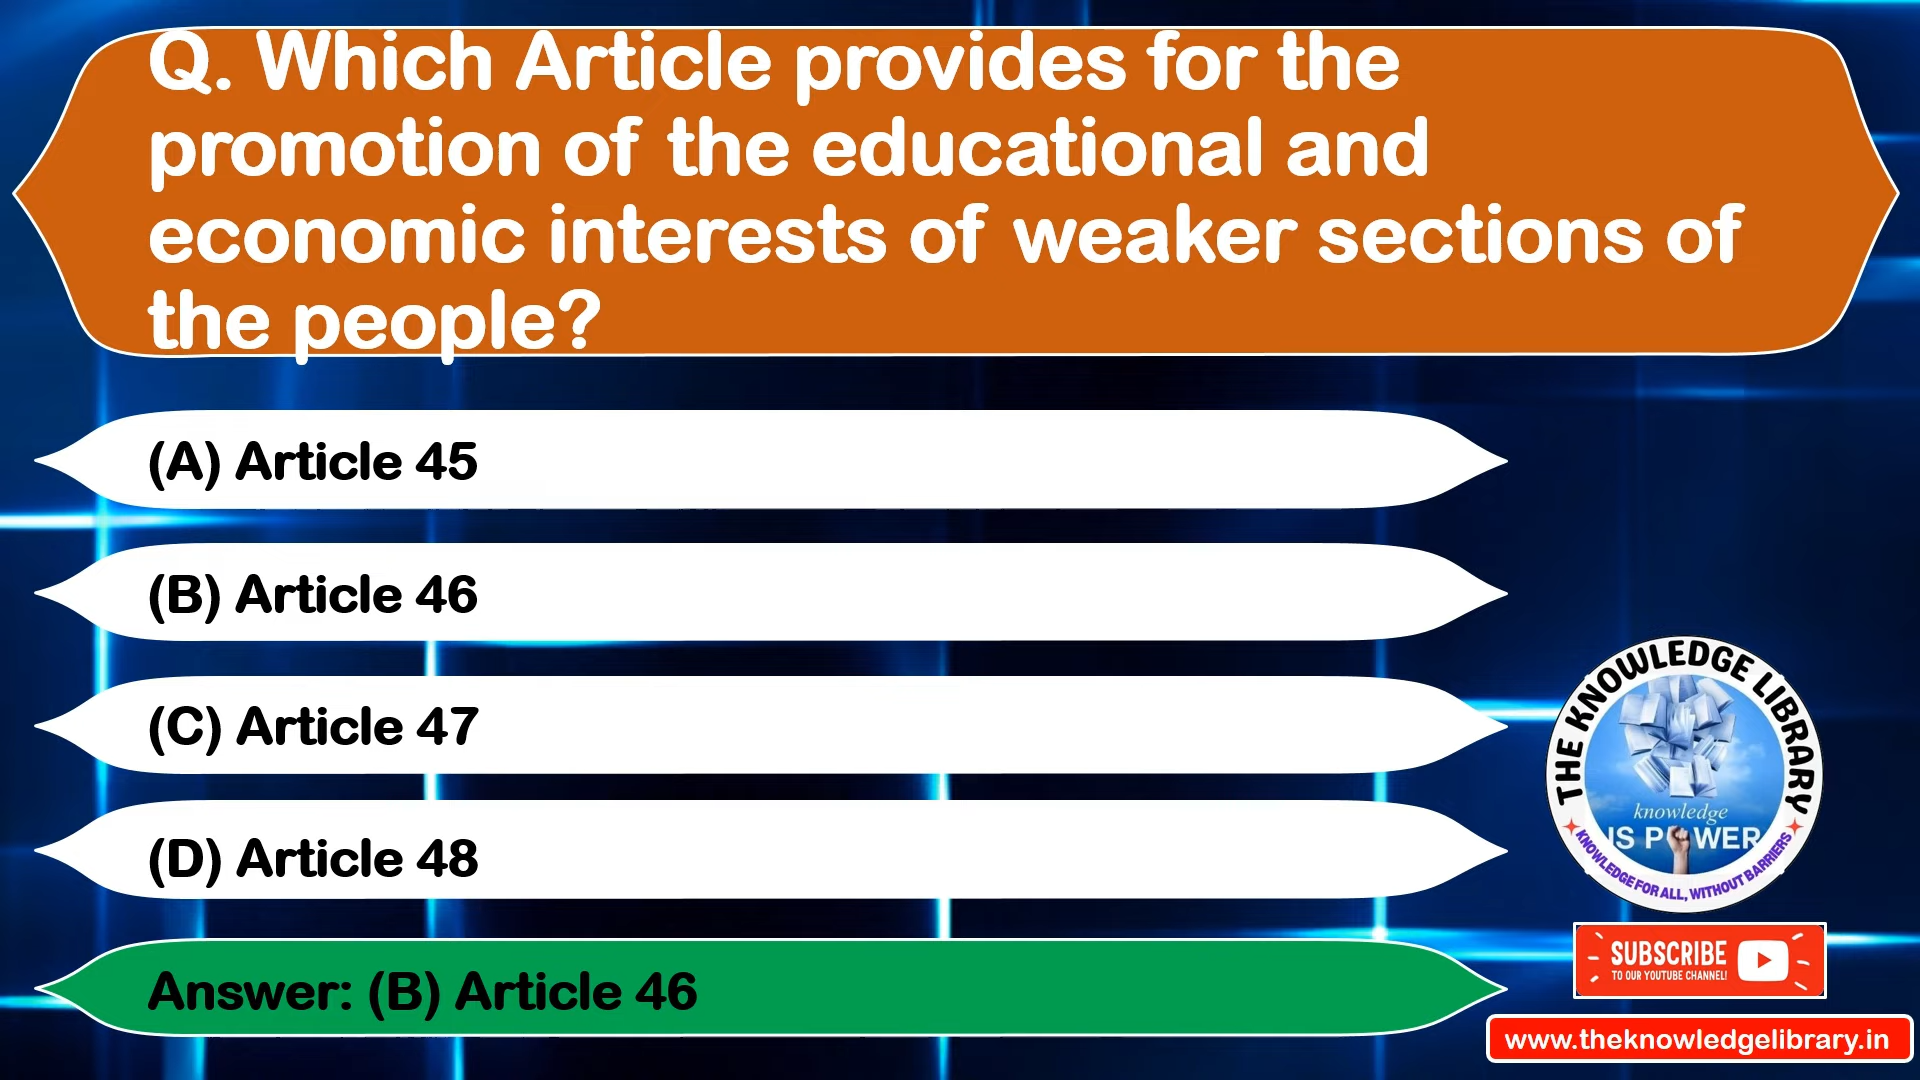 Q. Which Article provides for the
promotion of the educational and
economic interests of weaker sections of
the people?
(A) Article 45
(B) Article 46
(C) Article 47
(D) Article 48
Answer: (B) Article 46
THE KNOWLEDGE LIBRARY
knowledge
IS POWER
KNOWLEDGE FOR ALL, WITHOUT BARRIERS
SUBSCRIBE
TO OUR YOUTUBE CHANNEL!
www.theknowledgelibrary.in